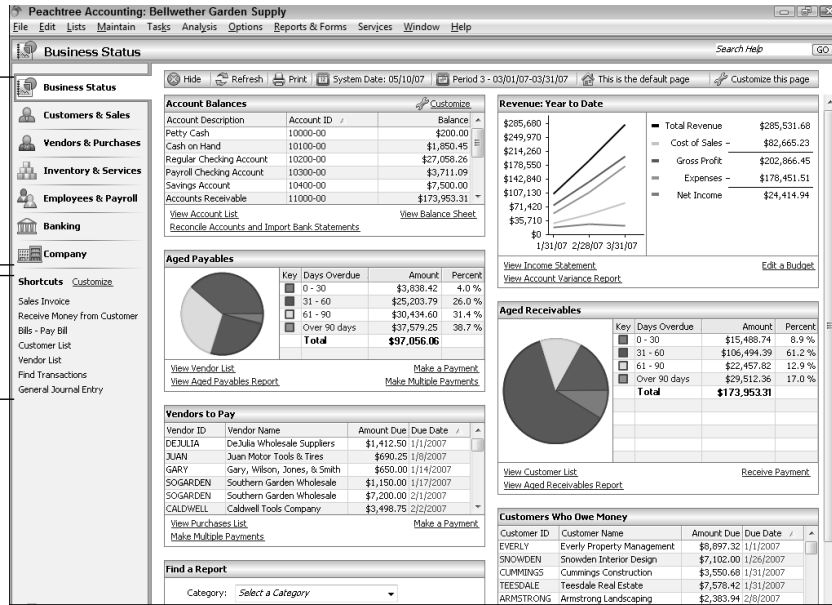 Peachtree Accounting: Bellwether Garden Supply
File Edit Lists Maintain Tasks Analysis Options Reports & Forms Services Window Help
Business Status
Search Help
GO
Hide Refresh Print System Date: 05/10/07 Period 3 - 03/01/07-03/31/07 This is the default page Customize this page
Business Status
Customers & Sales
Vendors & Purchases
Inventory & Services
Employees & Payroll
Banking
Company
Shortcuts Customize
Sales Invoice
Receive Money from Customer
Bills - Pay Bill
Customer List
Vendor List
Find Transactions
General Journal Entry
Account Balances Customize
Account Description Account ID / Balance
Petty Cash 10000-00 $200.00
Cash on Hand 10100-00 $1,850.45
Regular Checking Account 10200-00 $27,058.26
Payroll Checking Account 10300-00 $3,711.09
Savings Account 10400-00 $7,500.00
Accounts Receivable 11000-00 $173,953.31
View Account List View Balance Sheet
Reconcile Accounts and Import Bank Statements
Aged Payables
Key Days Overdue Amount Percent
0 - 30 $3,838.42 4.0 %
31 - 60 $25,203.79 26.0 %
61 - 90 $30,434.60 31.4 %
Over 90 days $37,579.25 38.7 %
Total $97,056.06
View Vendor List Make a Payment
View Aged Payables Report Make Multiple Payments
Vendors to Pay
Vendor ID Vendor Name Amount Due Due Date /
DEJULIA DeJulia Wholesale Suppliers $1,412.50 1/1/2007
JUAN Juan Motor Tools & Tires $690.25 1/8/2007
GARY Gary, Wilson, Jones, & Smith $650.00 1/14/2007
SOGARDEN Southern Garden Wholesale $1,150.00 1/17/2007
SOGARDEN Southern Garden Wholesale $7,200.00 2/1/2007
CALDWELL Caldwell Tools Company $3,498.75 2/2/2007
View Purchases List Make a Payment
Make Multiple Payments
Find a Report
Category: Select a Category
Revenue: Year to Date
$285,680
$249,970
$214,260
$178,550
$142,840
$107,130
$71,420
$35,710
$0
1/31/07 2/28/07 3/31/07
Total Revenue $285,531.68
Cost of Sales – $82,665.23
Gross Profit $202,866.45
Expenses – $178,451.51
Net Income $24,414.94
View Income Statement Edit a Budget
View Account Variance Report
Aged Receivables
Key Days Overdue Amount Percent
0 - 30 $15,488.74 8.9 %
31 - 60 $106,494.39 61.2 %
61 - 90 $22,457.82 12.9 %
Over 90 days $29,512.36 17.0 %
Total $173,953.31
View Customer List Receive Payment
View Aged Receivables Report
Customers Who Owe Money
Customer ID Customer Name Amount Due Due Date /
EVERLY Everly Property Management $8,897.32 1/1/2007
SNOWDEN Snowden Interior Design $7,102.00 1/26/2007
CUMMINGS Cummings Construction $3,550.68 1/31/2007
TEESDALE Teesdale Real Estate $7,578.42 1/31/2007
ARMSTRONG Armstrong Landscaping $2,383.94 2/8/2007